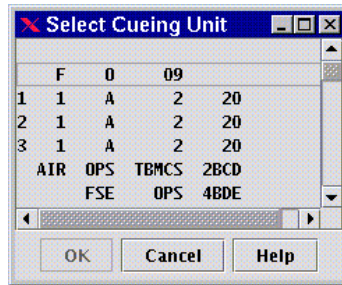 Select Cueing Unit
F O 09
1 1 A 2 20
2 1 A 2 20
3 1 A 2 20
AIR OPS TBMCS 2BCD
FSE OPS 4BDE
OK Cancel Help